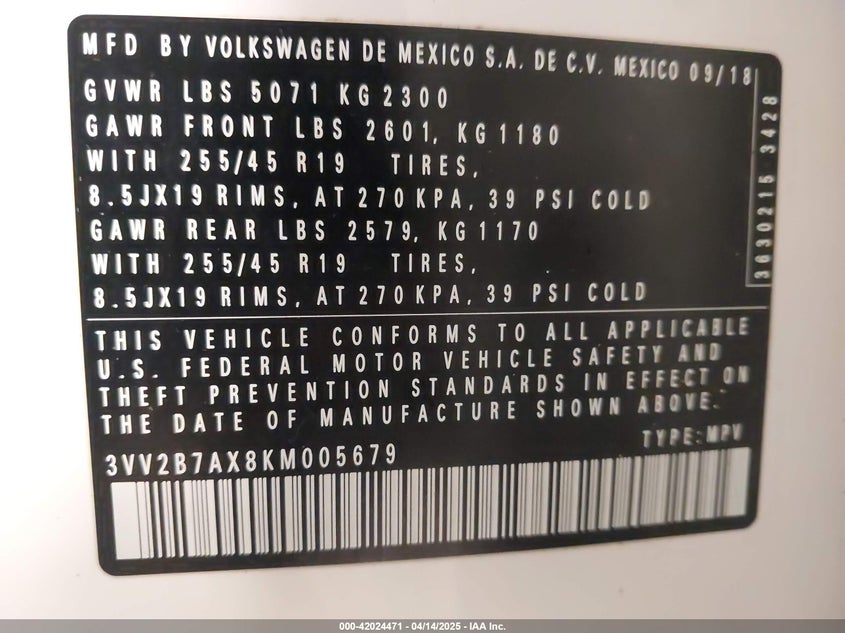 MFD BY VOLKSWAGEN DE MEXICO S.A. DE C.V. MEXICO 09/18
GVWR LBS 5071 KG 2300
GAWR FRONT LBS 2601, KG 1180
WITH 255/45 R19 TIRES,
8.5JX19 RIMS, AT 270 KPA, 39 PSI COLD
GAWR REAR LBS 2579, KG 1170
WITH 255/45 R19 TIRES,
8.5JX19 RIMS, AT 270 KPA, 39 PSI COLD
3630215 3428
THIS VEHICLE CONFORMS TO ALL APPLICABLE
U.S. FEDERAL MOTOR VEHICLE SAFETY AND
THEFT PREVENTION STANDARDS IN EFFECT ON
THE DATE OF MANUFACTURE SHOWN ABOVE.
TYPE: MPV
3VV2B7AX8KM005679
000-42024471 - 04/14/2025 - IAA Inc.